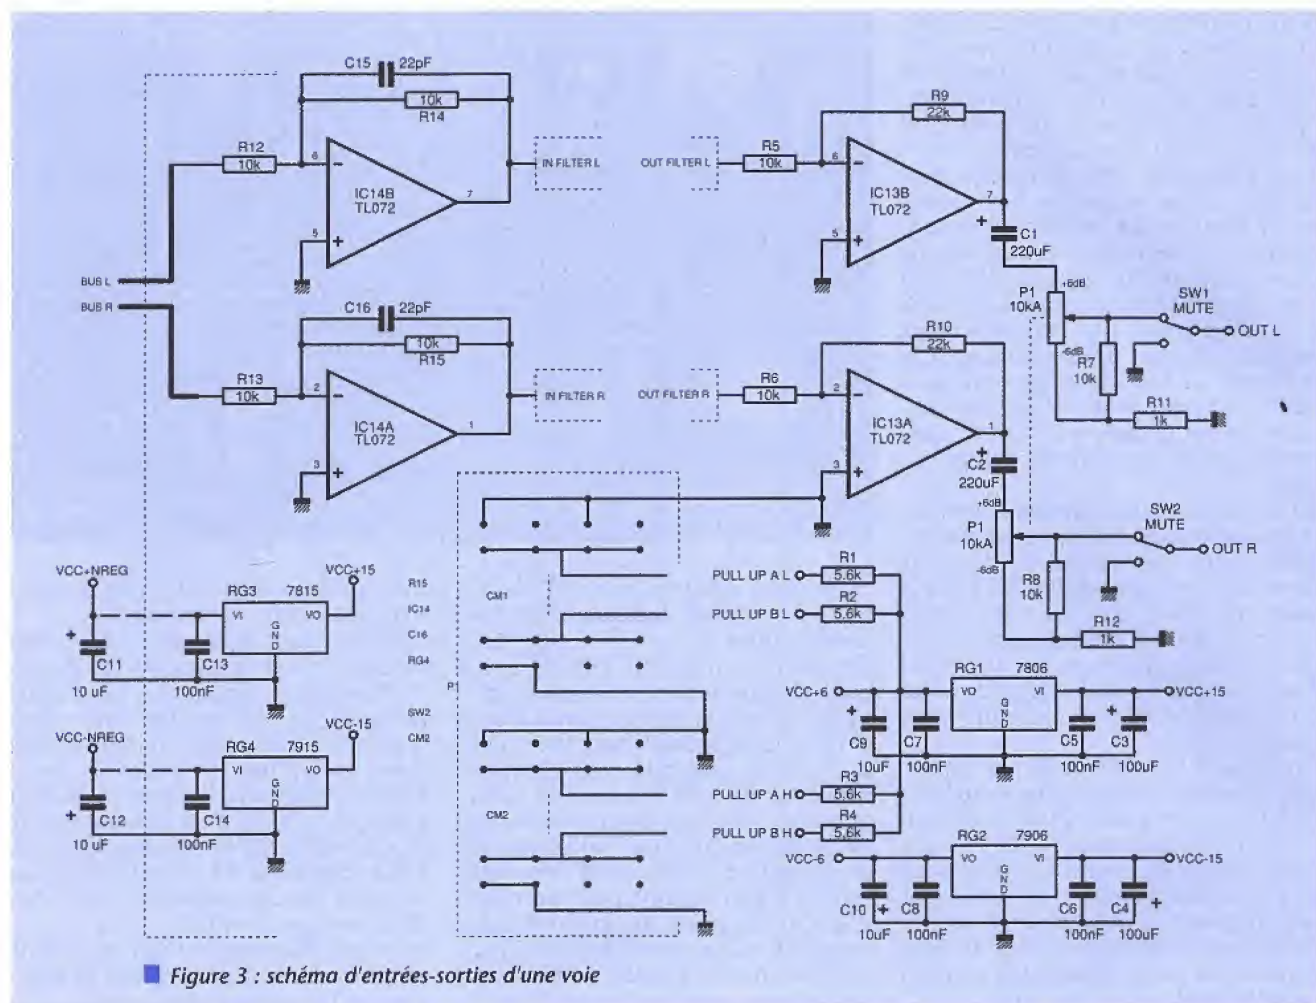 C15 22pF
10k
R14
R12
10k
6
5
IC14B
TL072
7
IN FILTER L
OUT FILTER L
R5
10k
R9
22k
6
5
IC13B
TL072
7
C1
220uF
BUS L
BUS R
C16 22pF
10k
R15
R13
10k
2
3
IC14A
TL072
1
IN FILTER R
OUT FILTER R
R6
10k
R10
22k
2
3
IC13A
TL072
1
C2
220uF
+6dB
P1
10kA
-6dB
R7
10k
SW1
MUTE
OUT L
R11
1k
+6dB
P1
10kA
-6dB
R8
10k
SW2
MUTE
OUT R
R12
1k
VCC+NREG
VCC+15
RG3 7815
VI VO
GND
C11
10 uF
C13
100nF
VCC-NREG
VCC-15
RG4 7915
VI VO
GND
C12
10 uF
C14
100nF
R15
IC14
C16
RG4
P1
SW2
CM2
CM1
CM2
PULL UP A L
R1
5.6k
PULL UP B L
R2
5.6k
VCC+6
RG1 7806
VO VI
GND
VCC+15
C9
10uF
C7
100nF
C5
100nF
C3
100uF
PULL UP A H
R3
5.6k
PULL UP B H
R4
5.6k
VCC-6
RG2 7906
VO VI
GND
VCC-15
C10
10uF
C8
100nF
C6
100nF
C4
100uF
Figure 3 : schéma d'entrées-sorties d'une voie